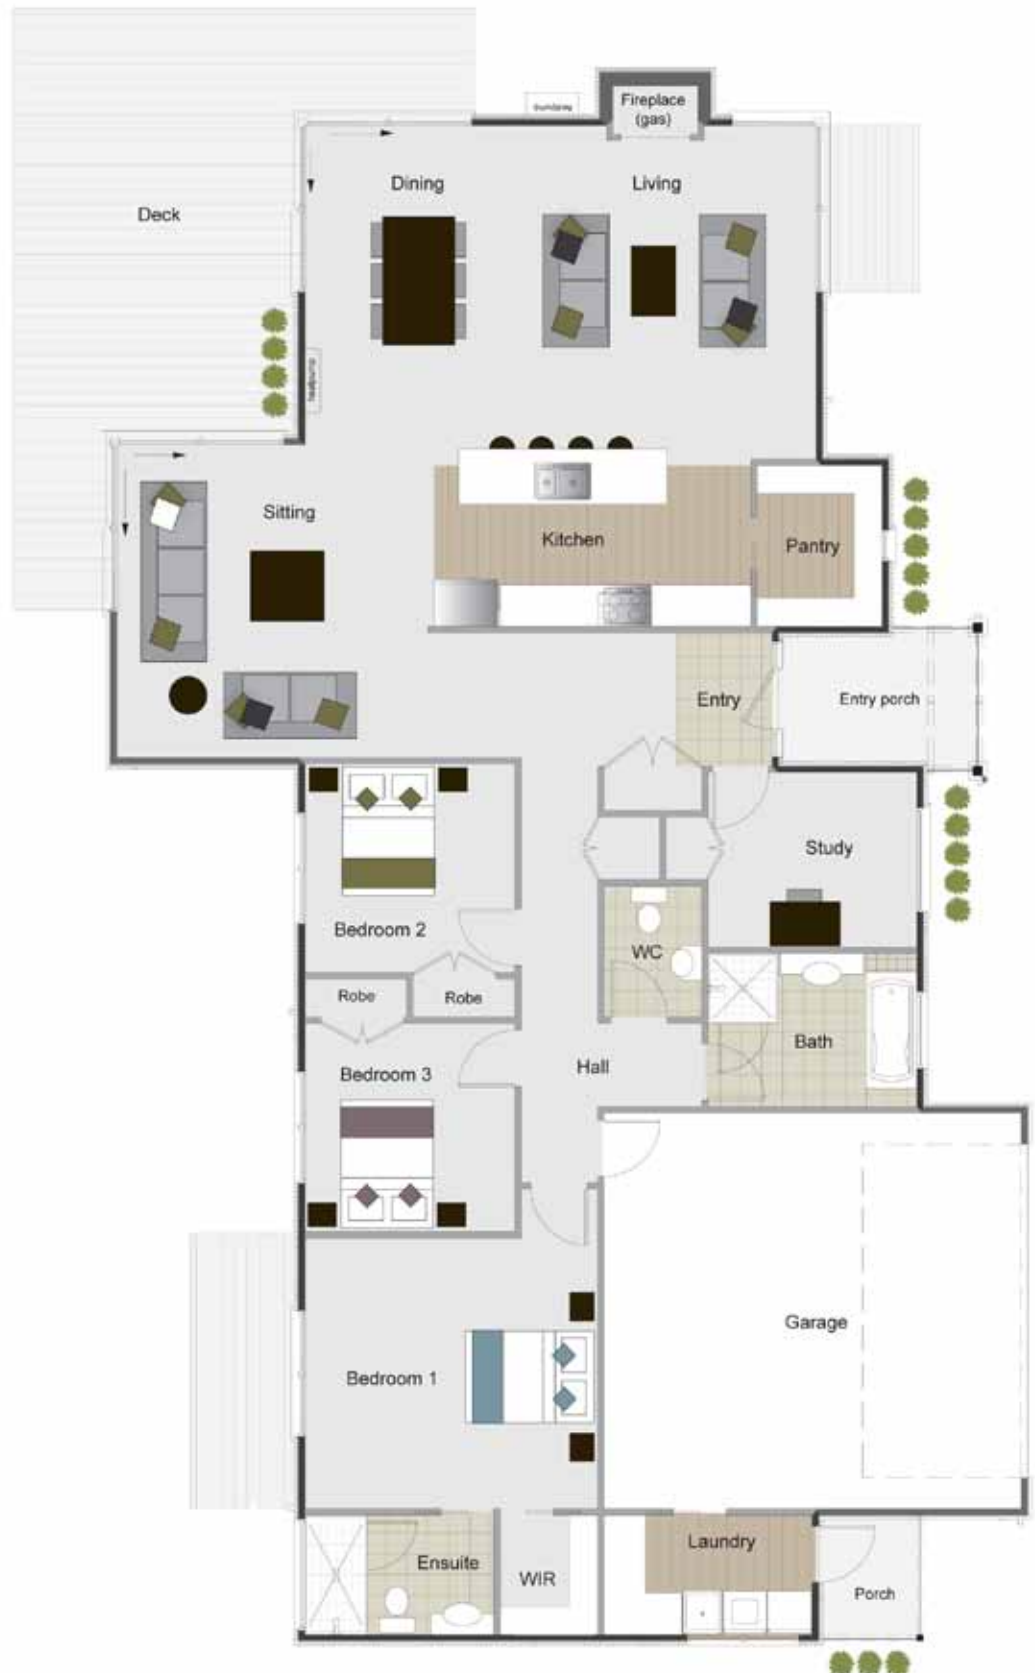 Fireplace
(gas)
Dining
Living
Deck
heatpump
Sitting
Kitchen
Pantry
Entry
Entry porch
Study
Bedroom 2
WC
Robe
Robe
Bath
Hall
Bedroom 3
Garage
Bedroom 1
Laundry
Ensuite
WIR
Porch